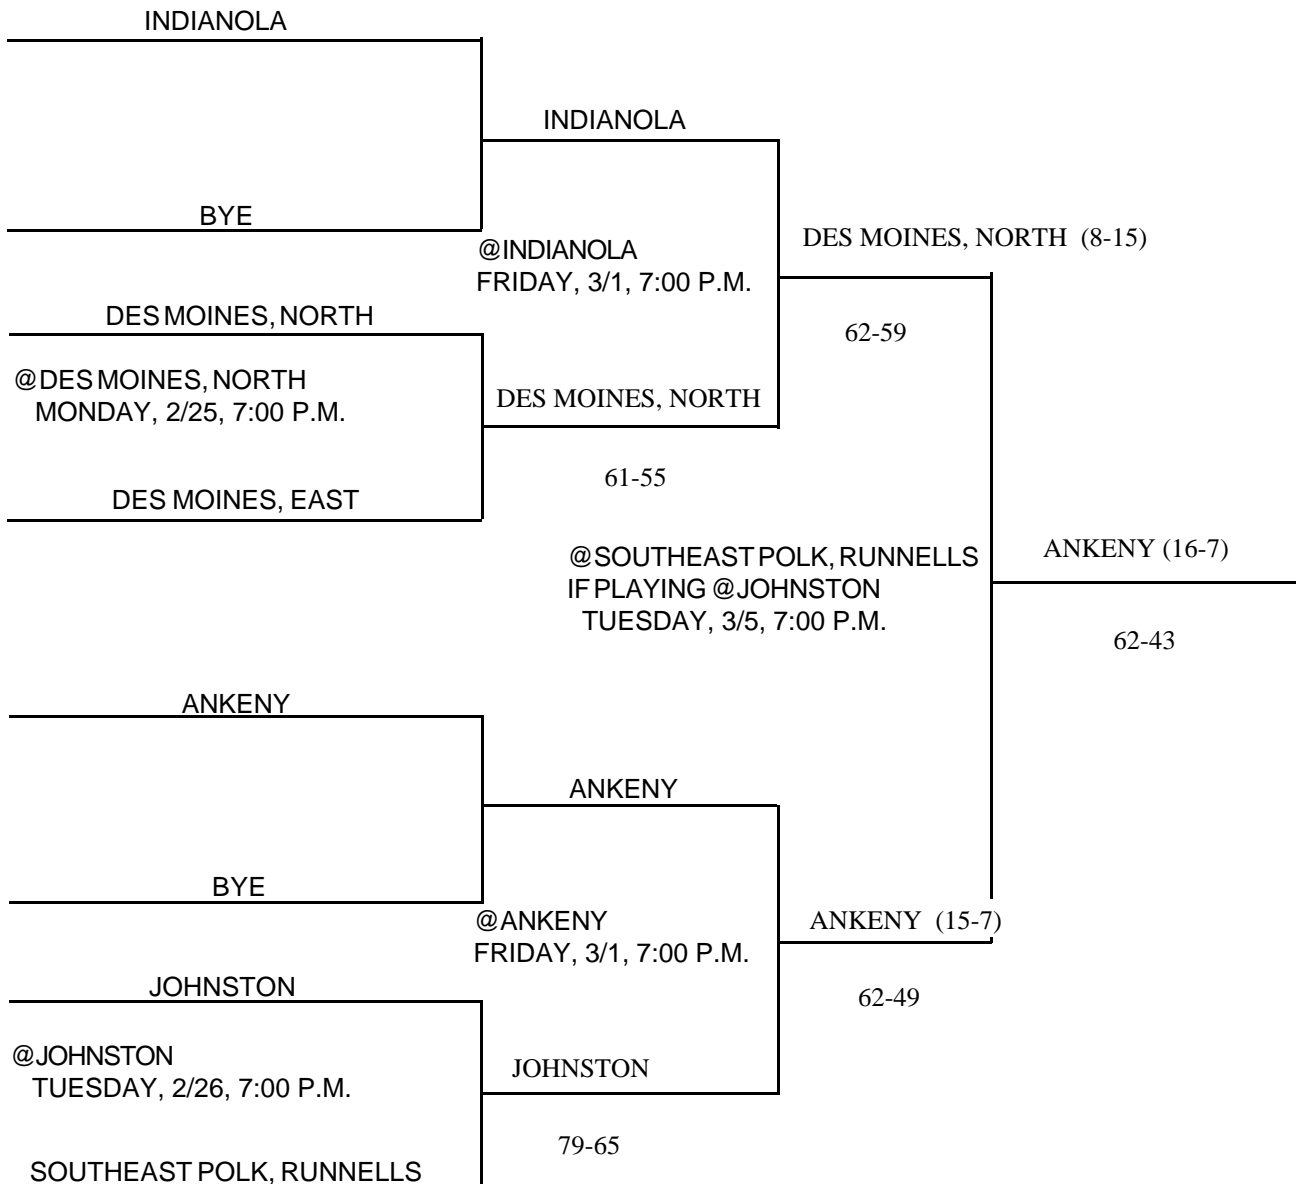 INDIANOLA
INDIANOLA
BYE
@INDIANOLA
FRIDAY, 3/1, 7:00 P.M.
DES MOINES, NORTH (8-15)
62-59
DES MOINES, NORTH
@DES MOINES, NORTH
MONDAY, 2/25, 7:00 P.M.
DES MOINES, NORTH
61-55
DES MOINES, EAST
@SOUTHEAST POLK, RUNNELLS
IF PLAYING @JOHNSTON
TUESDAY, 3/5, 7:00 P.M.
ANKENY (16-7)
62-43
ANKENY
ANKENY
BYE
@ANKENY
FRIDAY, 3/1, 7:00 P.M.
ANKENY (15-7)
62-49
JOHNSTON
@JOHNSTON
TUESDAY, 2/26, 7:00 P.M.
JOHNSTON
79-65
SOUTHEAST POLK, RUNNELLS